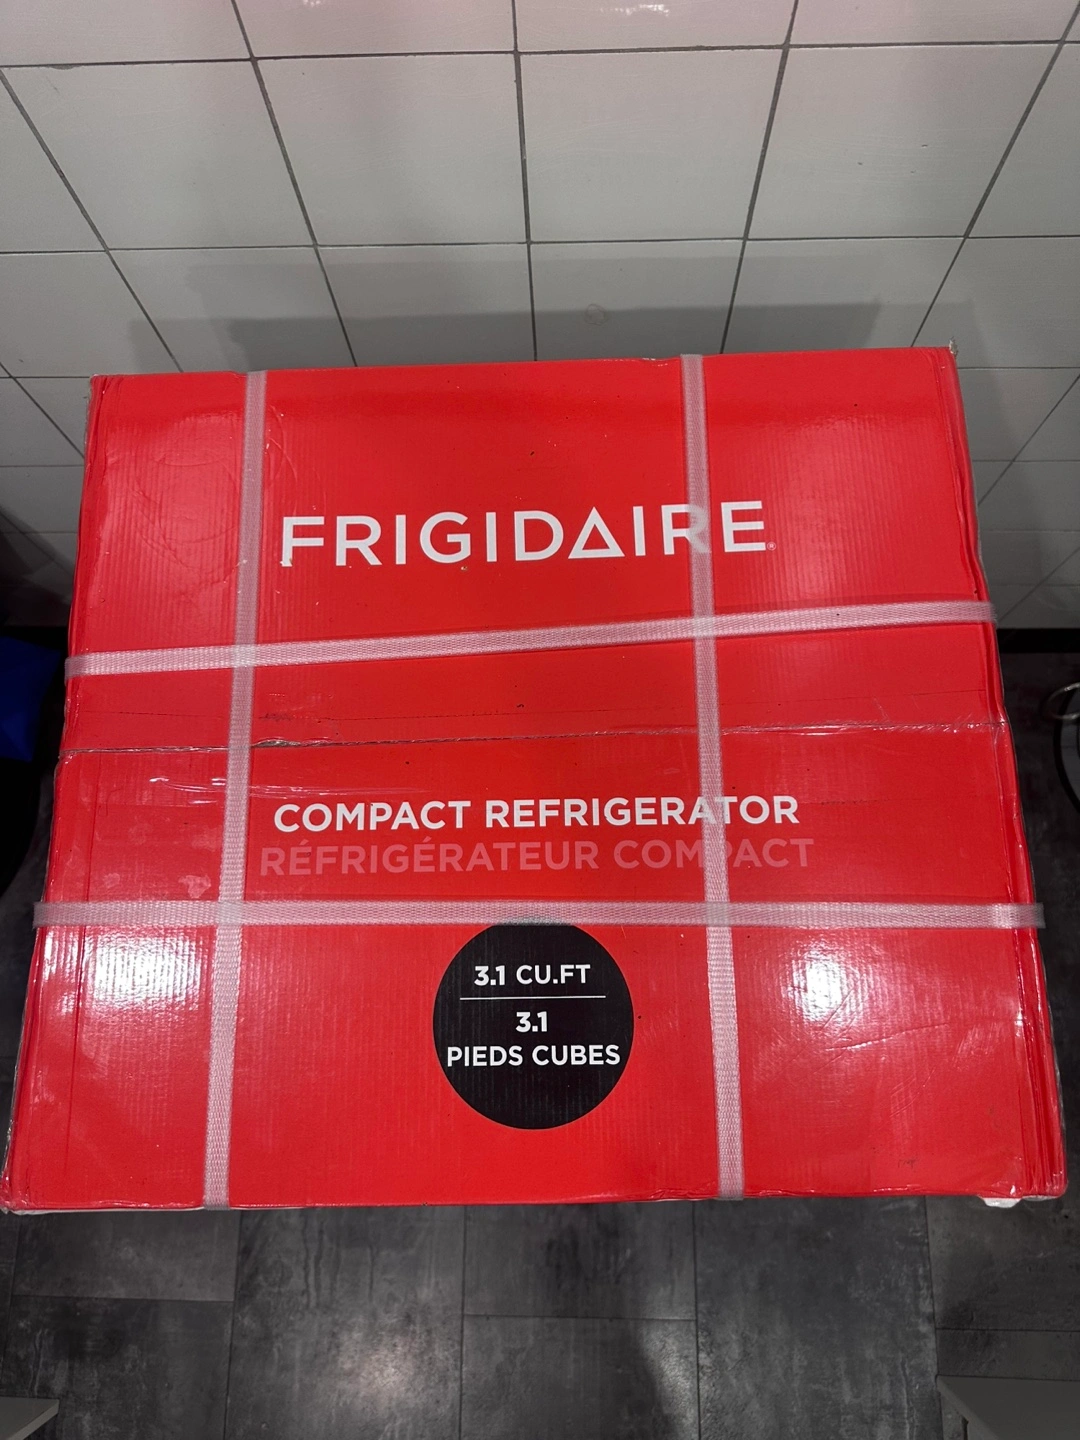 FRIGIDAIRE®
COMPACT REFRIGERATOR
RÉFRIGÉRATEUR COMPACT
3.1 CU.FT
3.1
PIEDS CUBES